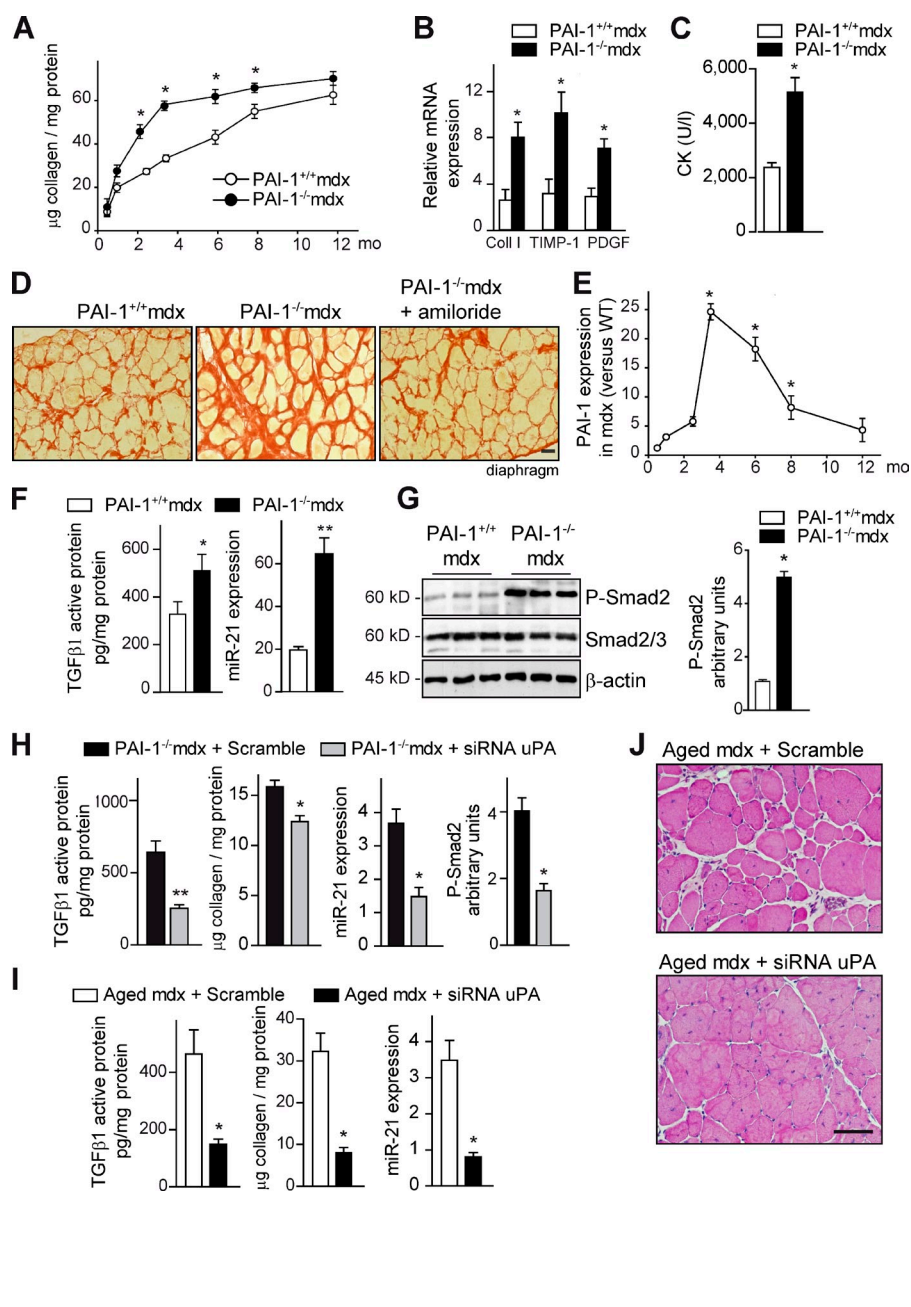 A
µg collagen / mg protein
60
40
20
0
0 2 4 6 8 10 12 mo
* * * *
PAI-1+/+mdx
PAI-1-/-mdx
B
PAI-1+/+mdx
PAI-1-/-mdx
Relative mRNA
expression
12
8
4
0
* * *
Coll I TIMP-1 PDGF
C
CK (U/l)
6,000
4,000
2,000
0
*
D
PAI-1+/+mdx
PAI-1-/-mdx
PAI-1-/-mdx
+ amiloride
diaphragm
E
PAI-1 expression
in mdx (versus WT)
25
20
15
10
5
0
0 2 4 6 8 10 12 mo
* * *
F
PAI-1+/+mdx
PAI-1-/-mdx
TGFβ1 active protein
pg/mg protein
600
400
200
0
*
miR-21 expression
80
60
40
20
0
**
G
PAI-1+/+
mdx
PAI-1-/-
mdx
60 kD
P-Smad2
60 kD
Smad2/3
45 kD
β-actin
PAI-1+/+mdx
PAI-1-/-mdx
P-Smad2
arbitrary units
6
4
2
0
*
H
PAI-1-/-mdx + Scramble
PAI-1-/-mdx + siRNA uPA
TGFβ1 active protein
pg/mg protein
1000
500
0
**
µg collagen / mg protein
15
10
5
0
*
miR-21 expression
4
3
2
1
0
*
P-Smad2
arbitrary units
4
2
0
*
I
Aged mdx + Scramble
Aged mdx + siRNA uPA
TGFβ1 active protein
pg/mg protein
400
200
0
*
µg collagen / mg protein
40
30
20
10
0
*
miR-21 expression
4
3
2
1
0
*
J
Aged mdx + Scramble
Aged mdx + siRNA uPA